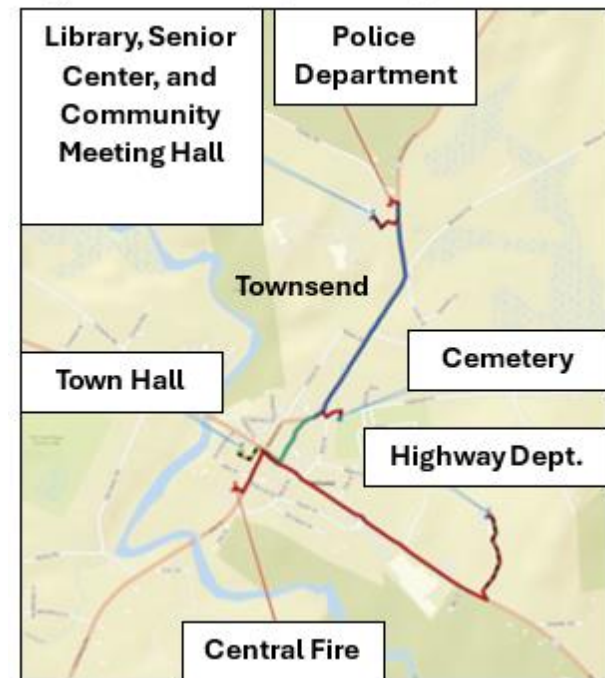 Library, Senior
Center, and
Community
Meeting Hall
Police
Department
Townsend
Cemetery
Town Hall
Highway Dept.
Central Fire